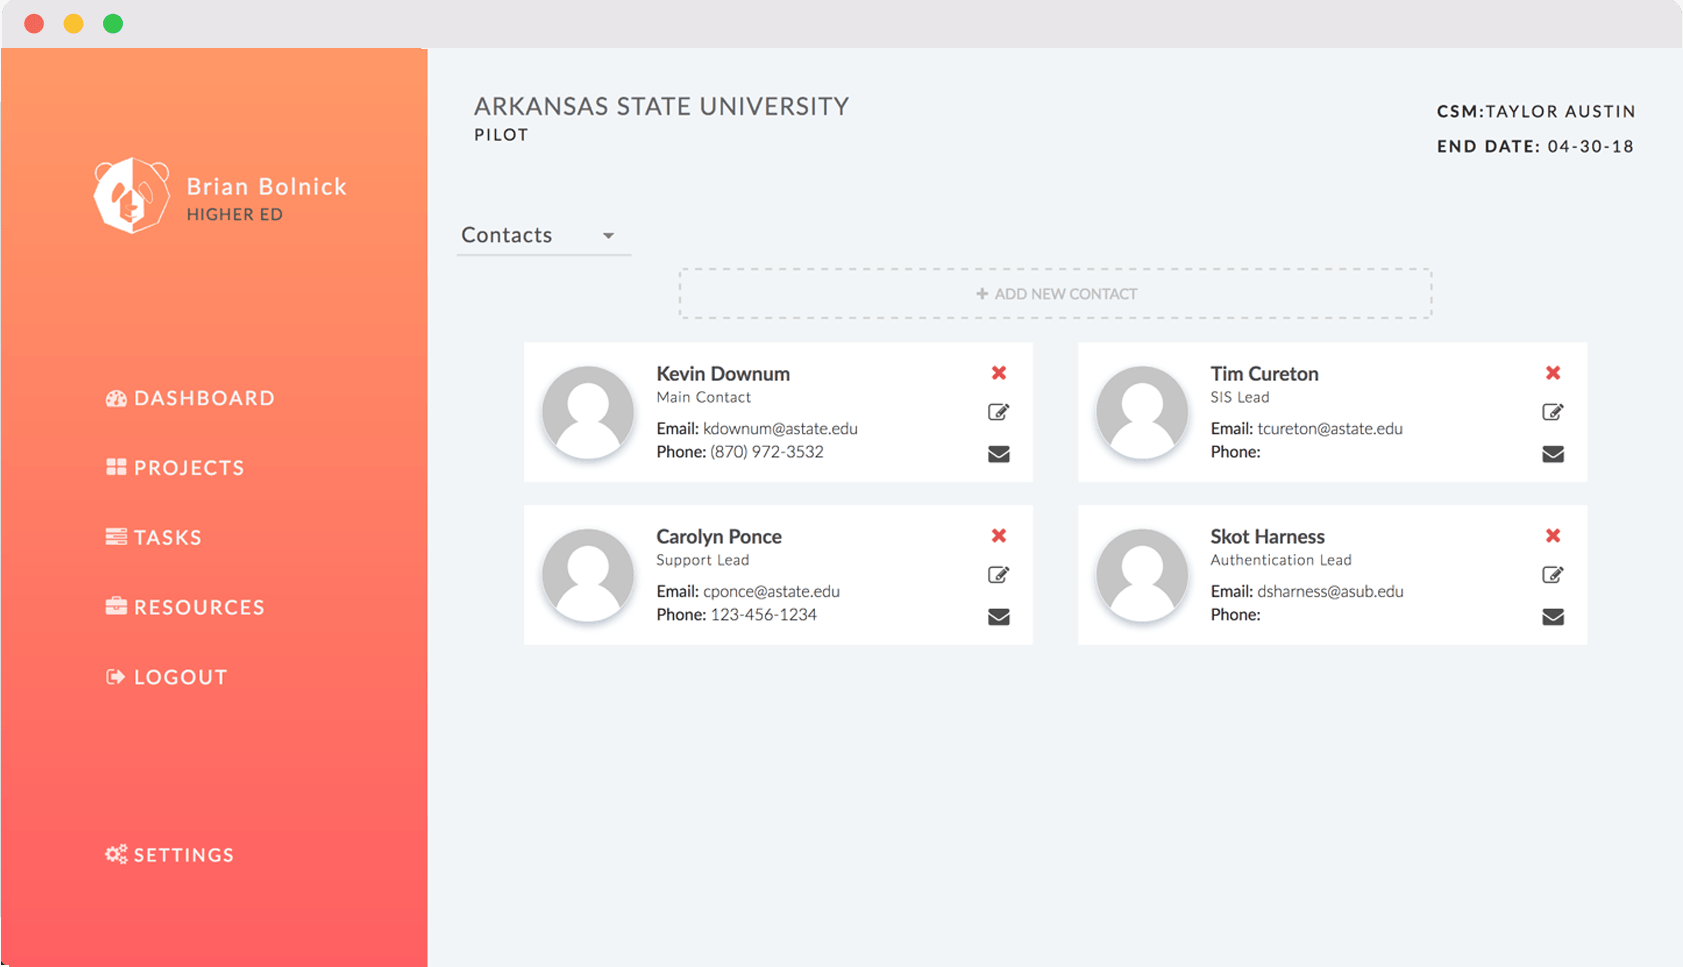 Brian Bolnick
HIGHER ED
DASHBOARD
PROJECTS
TASKS
RESOURCES
LOGOUT
SETTINGS
ARKANSAS STATE UNIVERSITY
PILOT
CSM:TAYLOR AUSTIN
END DATE: 04-30-18
Contacts
+ ADD NEW CONTACT
Kevin Downum
Main Contact
Email: kdownum@astate.edu
Phone: (870) 972-3532
Tim Cureton
SIS Lead
Email: tcureton@astate.edu
Phone:
Carolyn Ponce
Support Lead
Email: cponce@astate.edu
Phone: 123-456-1234
Skot Harness
Authentication Lead
Email: dsharness@asub.edu
Phone: